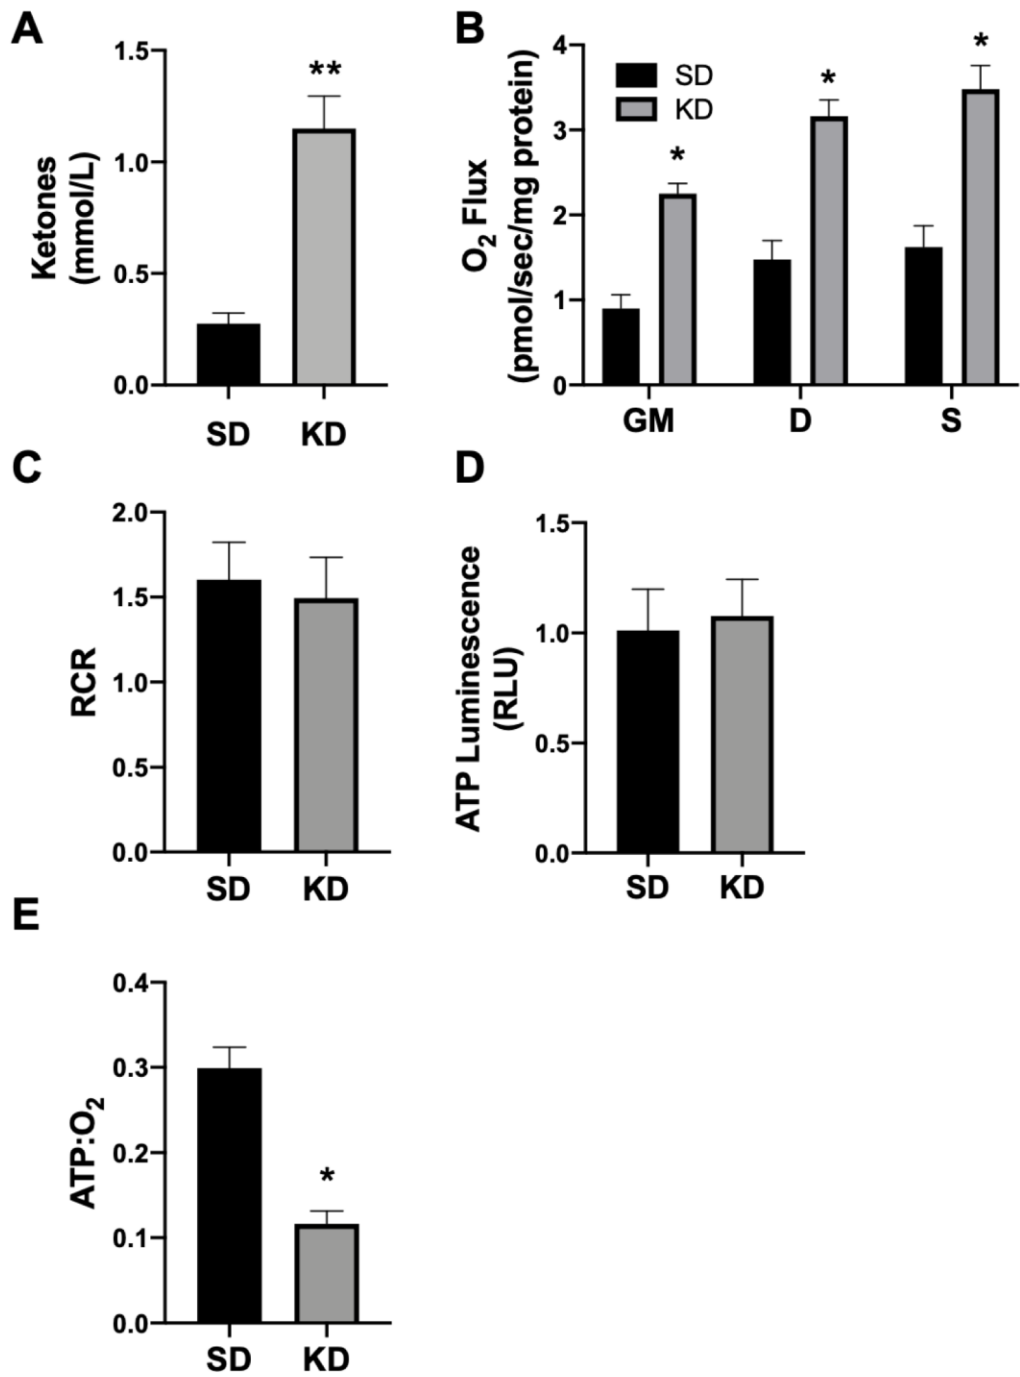 A
Ketones
(mmol/L)
1.5
1.0
0.5
0.0
**
SD
KD
B
O₂ Flux
(pmol/sec/mg protein)
4
3
2
1
0
SD
KD
*
*
*
GM
D
S
C
RCR
2.0
1.5
1.0
0.5
0.0
SD
KD
D
ATP Luminescence
(RLU)
1.5
1.0
0.5
0.0
SD
KD
E
ATP:O₂
0.4
0.3
0.2
0.1
0.0
*
SD
KD